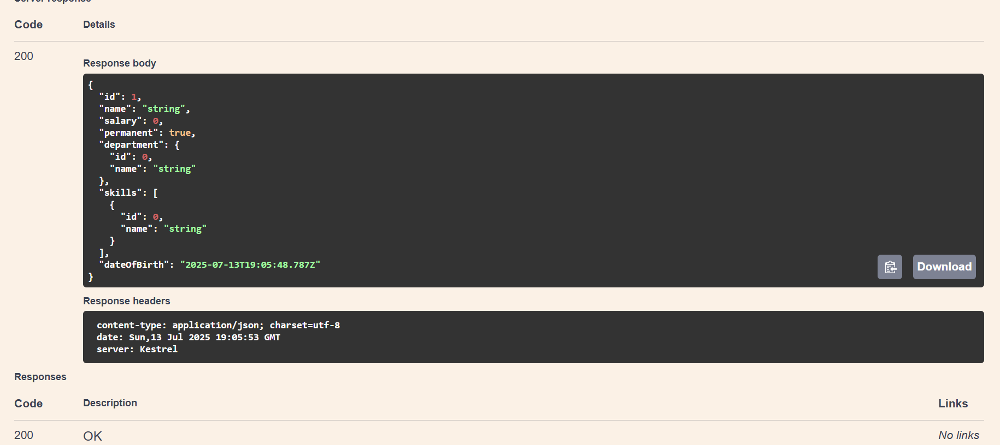 Server response
Code Details
200
Response body
{
  "id": 1,
  "name": "string",
  "salary": 0,
  "permanent": true,
  "department": {
    "id": 0,
    "name": "string"
  },
  "skills": [
    {
      "id": 0,
      "name": "string"
    }
  ],
  "dateOfBirth": "2025-07-13T19:05:48.787Z"
}
Download
Response headers
content-type: application/json; charset=utf-8
date: Sun,13 Jul 2025 19:05:53 GMT
server: Kestrel
Responses
Code Description Links
200 OK No links